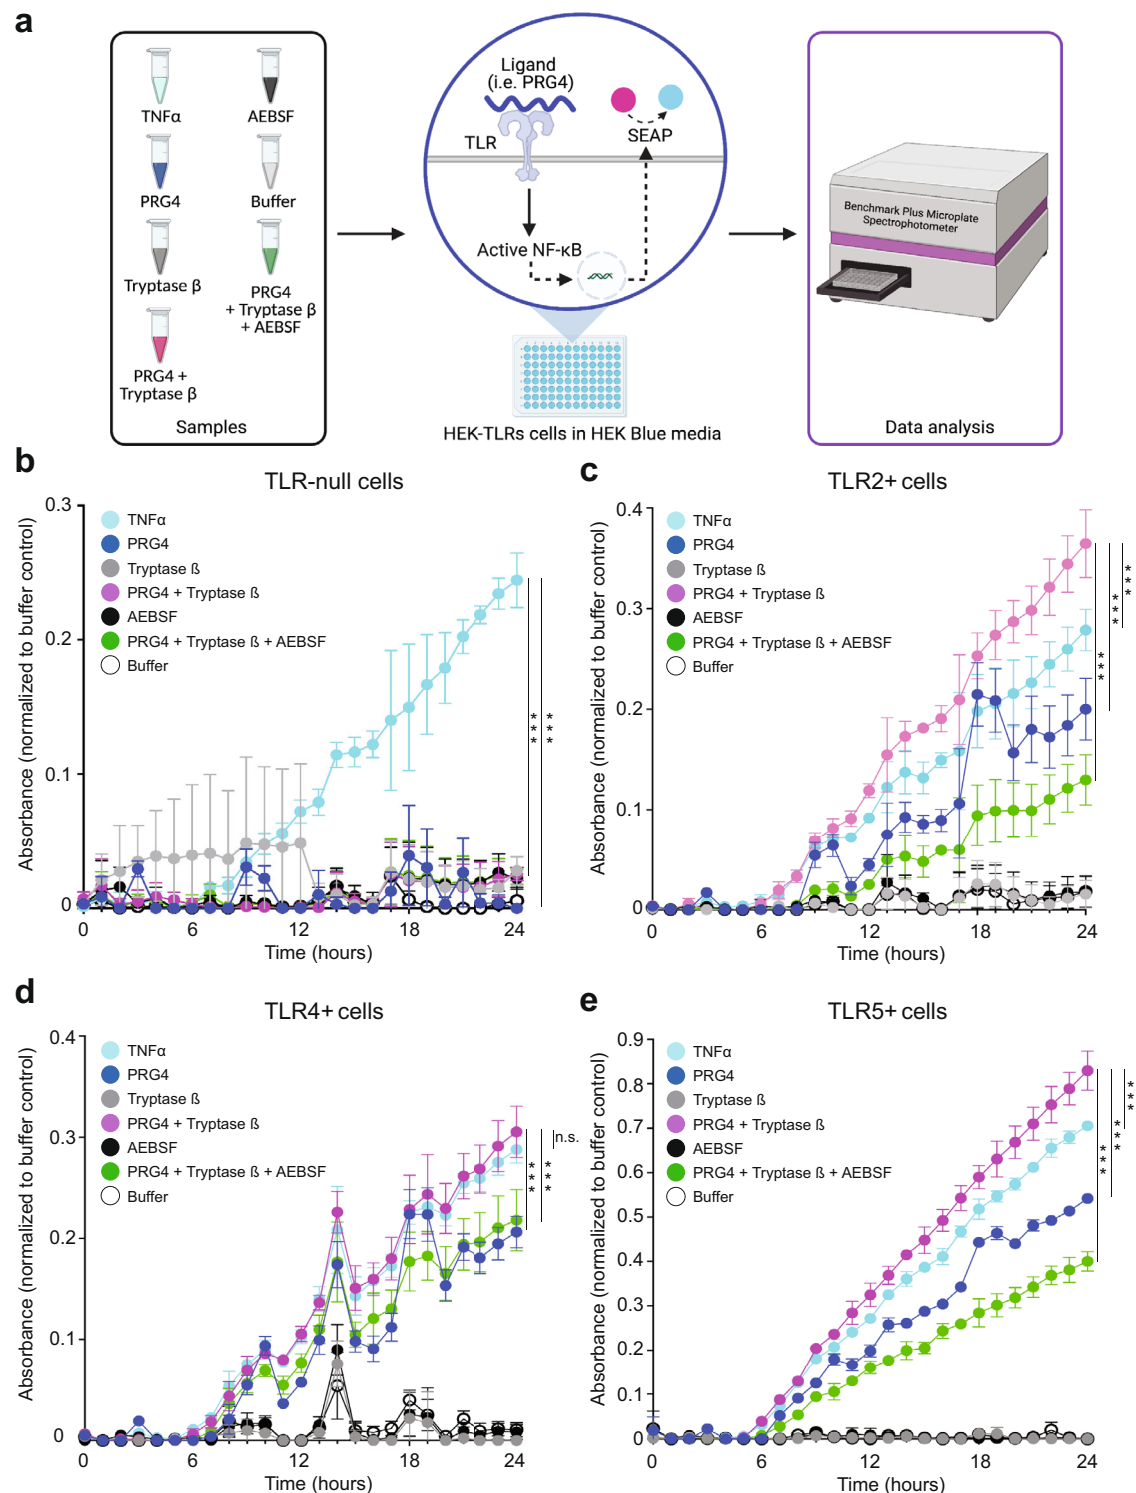 a
Ligand
(i.e. PRG4)
TLR
SEAP
Active NF-κB
TNFα
AEBSF
PRG4
Buffer
Tryptase β
PRG4
+ Tryptase β
+ AEBSF
PRG4 +
Tryptase β
Samples
HEK-TLRs cells in HEK Blue media
Benchmark Plus Microplate
Spectrophotometer
Data analysis
b
TLR-null cells
Absorbance (normalized to buffer control)
0.3
0.2
0.1
0
TNFα
PRG4
Tryptase ß
PRG4 + Tryptase ß
AEBSF
PRG4 + Tryptase ß + AEBSF
Buffer
***
***
0 6 12 18 24
Time (hours)
c
TLR2+ cells
Absorbance (normalized to buffer control)
0.4
0.3
0.2
0.1
0
TNFα
PRG4
Tryptase ß
PRG4 + Tryptase ß
AEBSF
PRG4 + Tryptase ß + AEBSF
Buffer
***
***
***
0 6 12 18 24
Time (hours)
d
TLR4+ cells
Absorbance (normalized to buffer control)
0.4
0.3
0.2
0.1
0
TNFα
PRG4
Tryptase ß
PRG4 + Tryptase ß
AEBSF
PRG4 + Tryptase ß + AEBSF
Buffer
n.s.
***
***
0 6 12 18 24
Time (hours)
e
TLR5+ cells
Absorbance (normalized to buffer control)
0.9
0.8
0.7
0.6
0.5
0.4
0.3
0.2
0.1
0
TNFα
PRG4
Tryptase ß
PRG4 + Tryptase ß
AEBSF
PRG4 + Tryptase ß + AEBSF
Buffer
***
***
***
0 6 12 18 24
Time (hours)